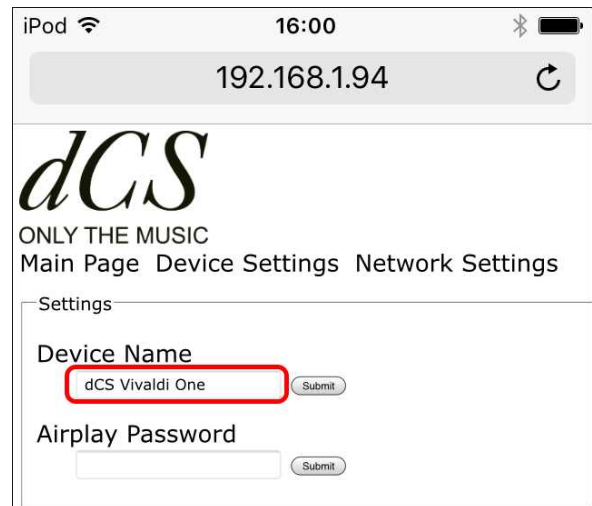 iPod 16:00
192.168.1.94
dCS
ONLY THE MUSIC
Main Page Device Settings Network Settings
Settings
Device Name
dCS Vivaldi One Submit
Airplay Password
Submit